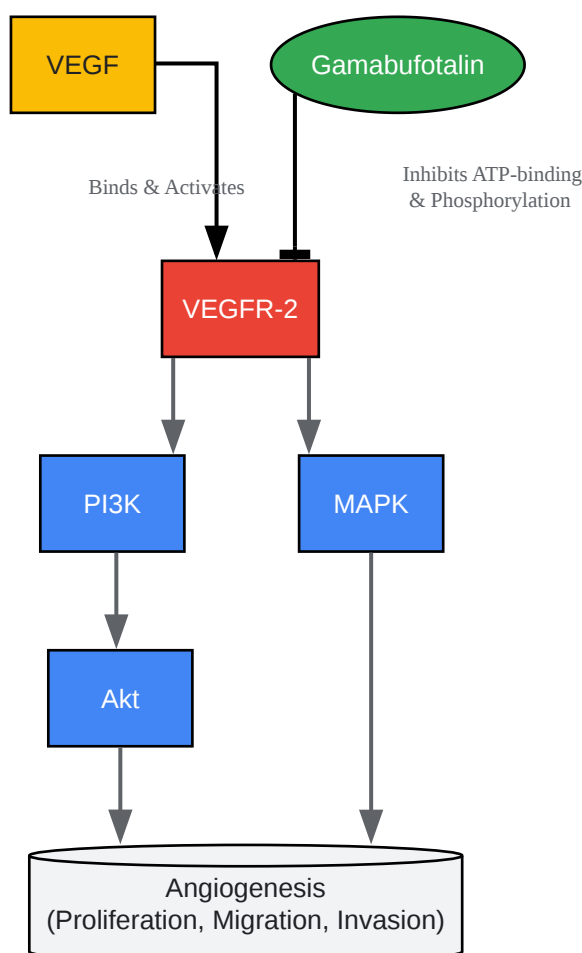 VEGF
Gamabufotalin
Binds & Activates
Inhibits ATP-binding
& Phosphorylation
VEGFR-2
PI3K
MAPK
Akt
Angiogenesis
(Proliferation, Migration, Invasion)